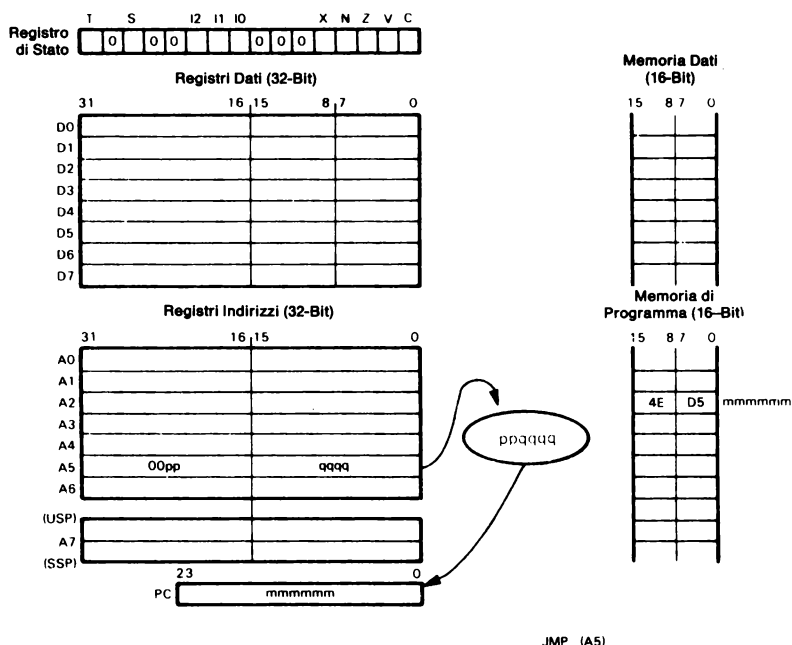 T S I2 I1 I0 X N Z V C
Registro di Stato
0 0 0 0 0 0
Registri Dati (32-Bit)
31 16 15 8 7 0
D0
D1
D2
D3
D4
D5
D6
D7
Memoria Dati
(16-Bit)
15 8 7 0
Registri Indirizzi (32-Bit)
31 16 15 0
A0
A1
A2
A3
A4
A5 00pp qqqq
A6
(USP)
A7
(SSP)
ppqqqq
23 0
PC mmmmmm
Memoria di
Programma (16-Bit)
15 8 7 0
4E D5 mmmmmm
JMP (A5)